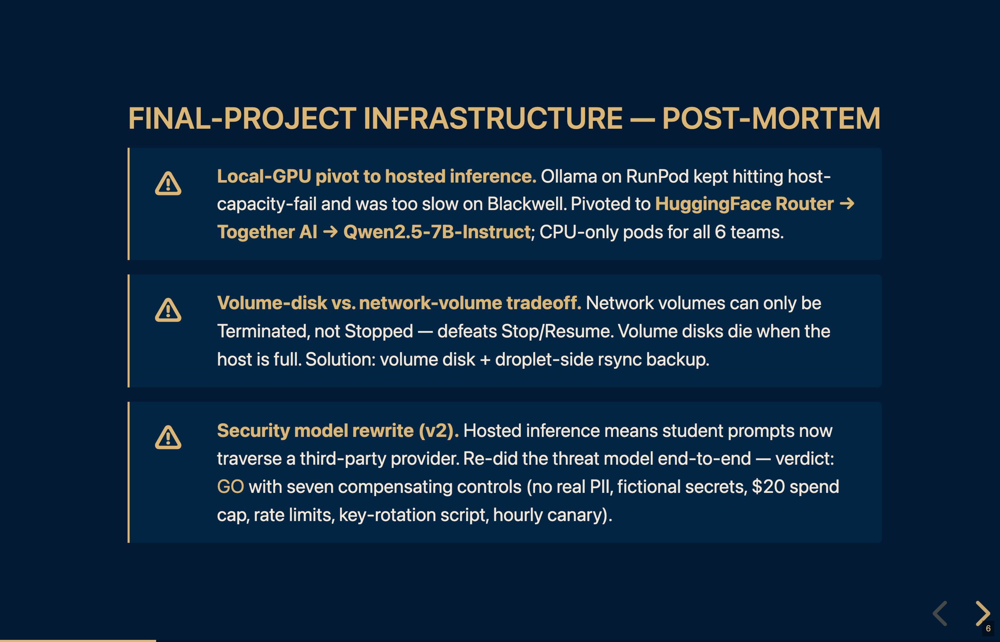 FINAL-PROJECT INFRASTRUCTURE — POST-MORTEM
Local-GPU pivot to hosted inference. Ollama on RunPod kept hitting host-
capacity-fail and was too slow on Blackwell. Pivoted to HuggingFace Router →
Together AI → Qwen2.5-7B-Instruct; CPU-only pods for all 6 teams.
Volume-disk vs. network-volume tradeoff. Network volumes can only be
Terminated, not Stopped — defeats Stop/Resume. Volume disks die when the
host is full. Solution: volume disk + droplet-side rsync backup.
Security model rewrite (v2). Hosted inference means student prompts now
traverse a third-party provider. Re-did the threat model end-to-end — verdict:
GO with seven compensating controls (no real PII, fictional secrets, $20 spend
cap, rate limits, key-rotation script, hourly canary).
6